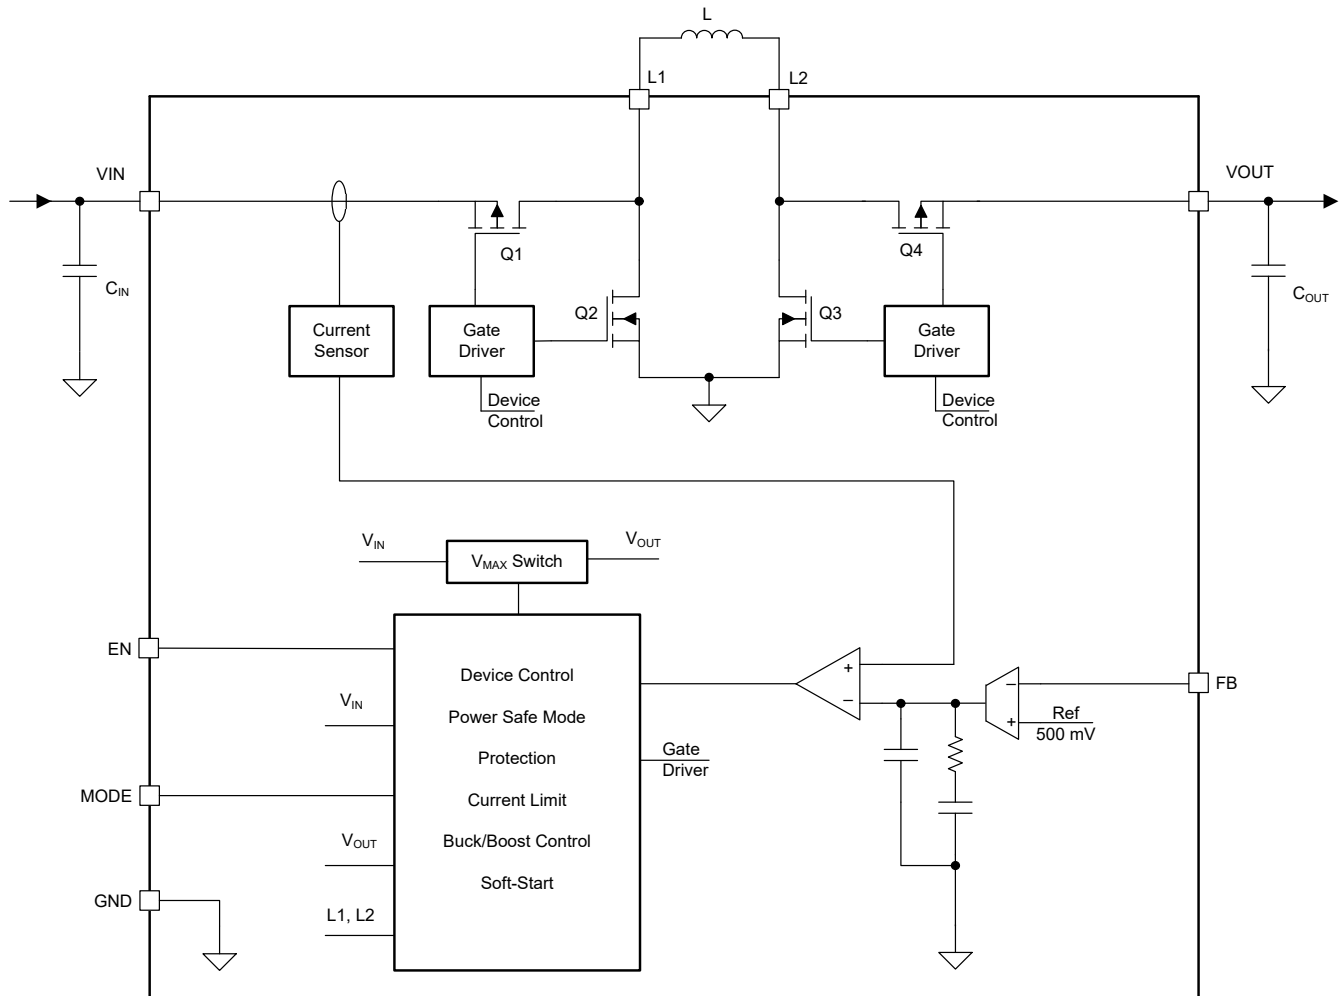 L
L1
L2
VIN
VOUT
Q1
Q4
CIN
COUT
Q2
Q3
Current
Sensor
Gate
Driver
Gate
Driver
Device
Control
Device
Control
VIN
VMAX Switch
VOUT
EN
Device Control
Power Safe Mode
Protection
Current Limit
Buck/Boost Control
Soft-Start
VIN
MODE
VOUT
GND
L1, L2
Gate
Driver
+
−
−
+
Ref
500 mV
FB